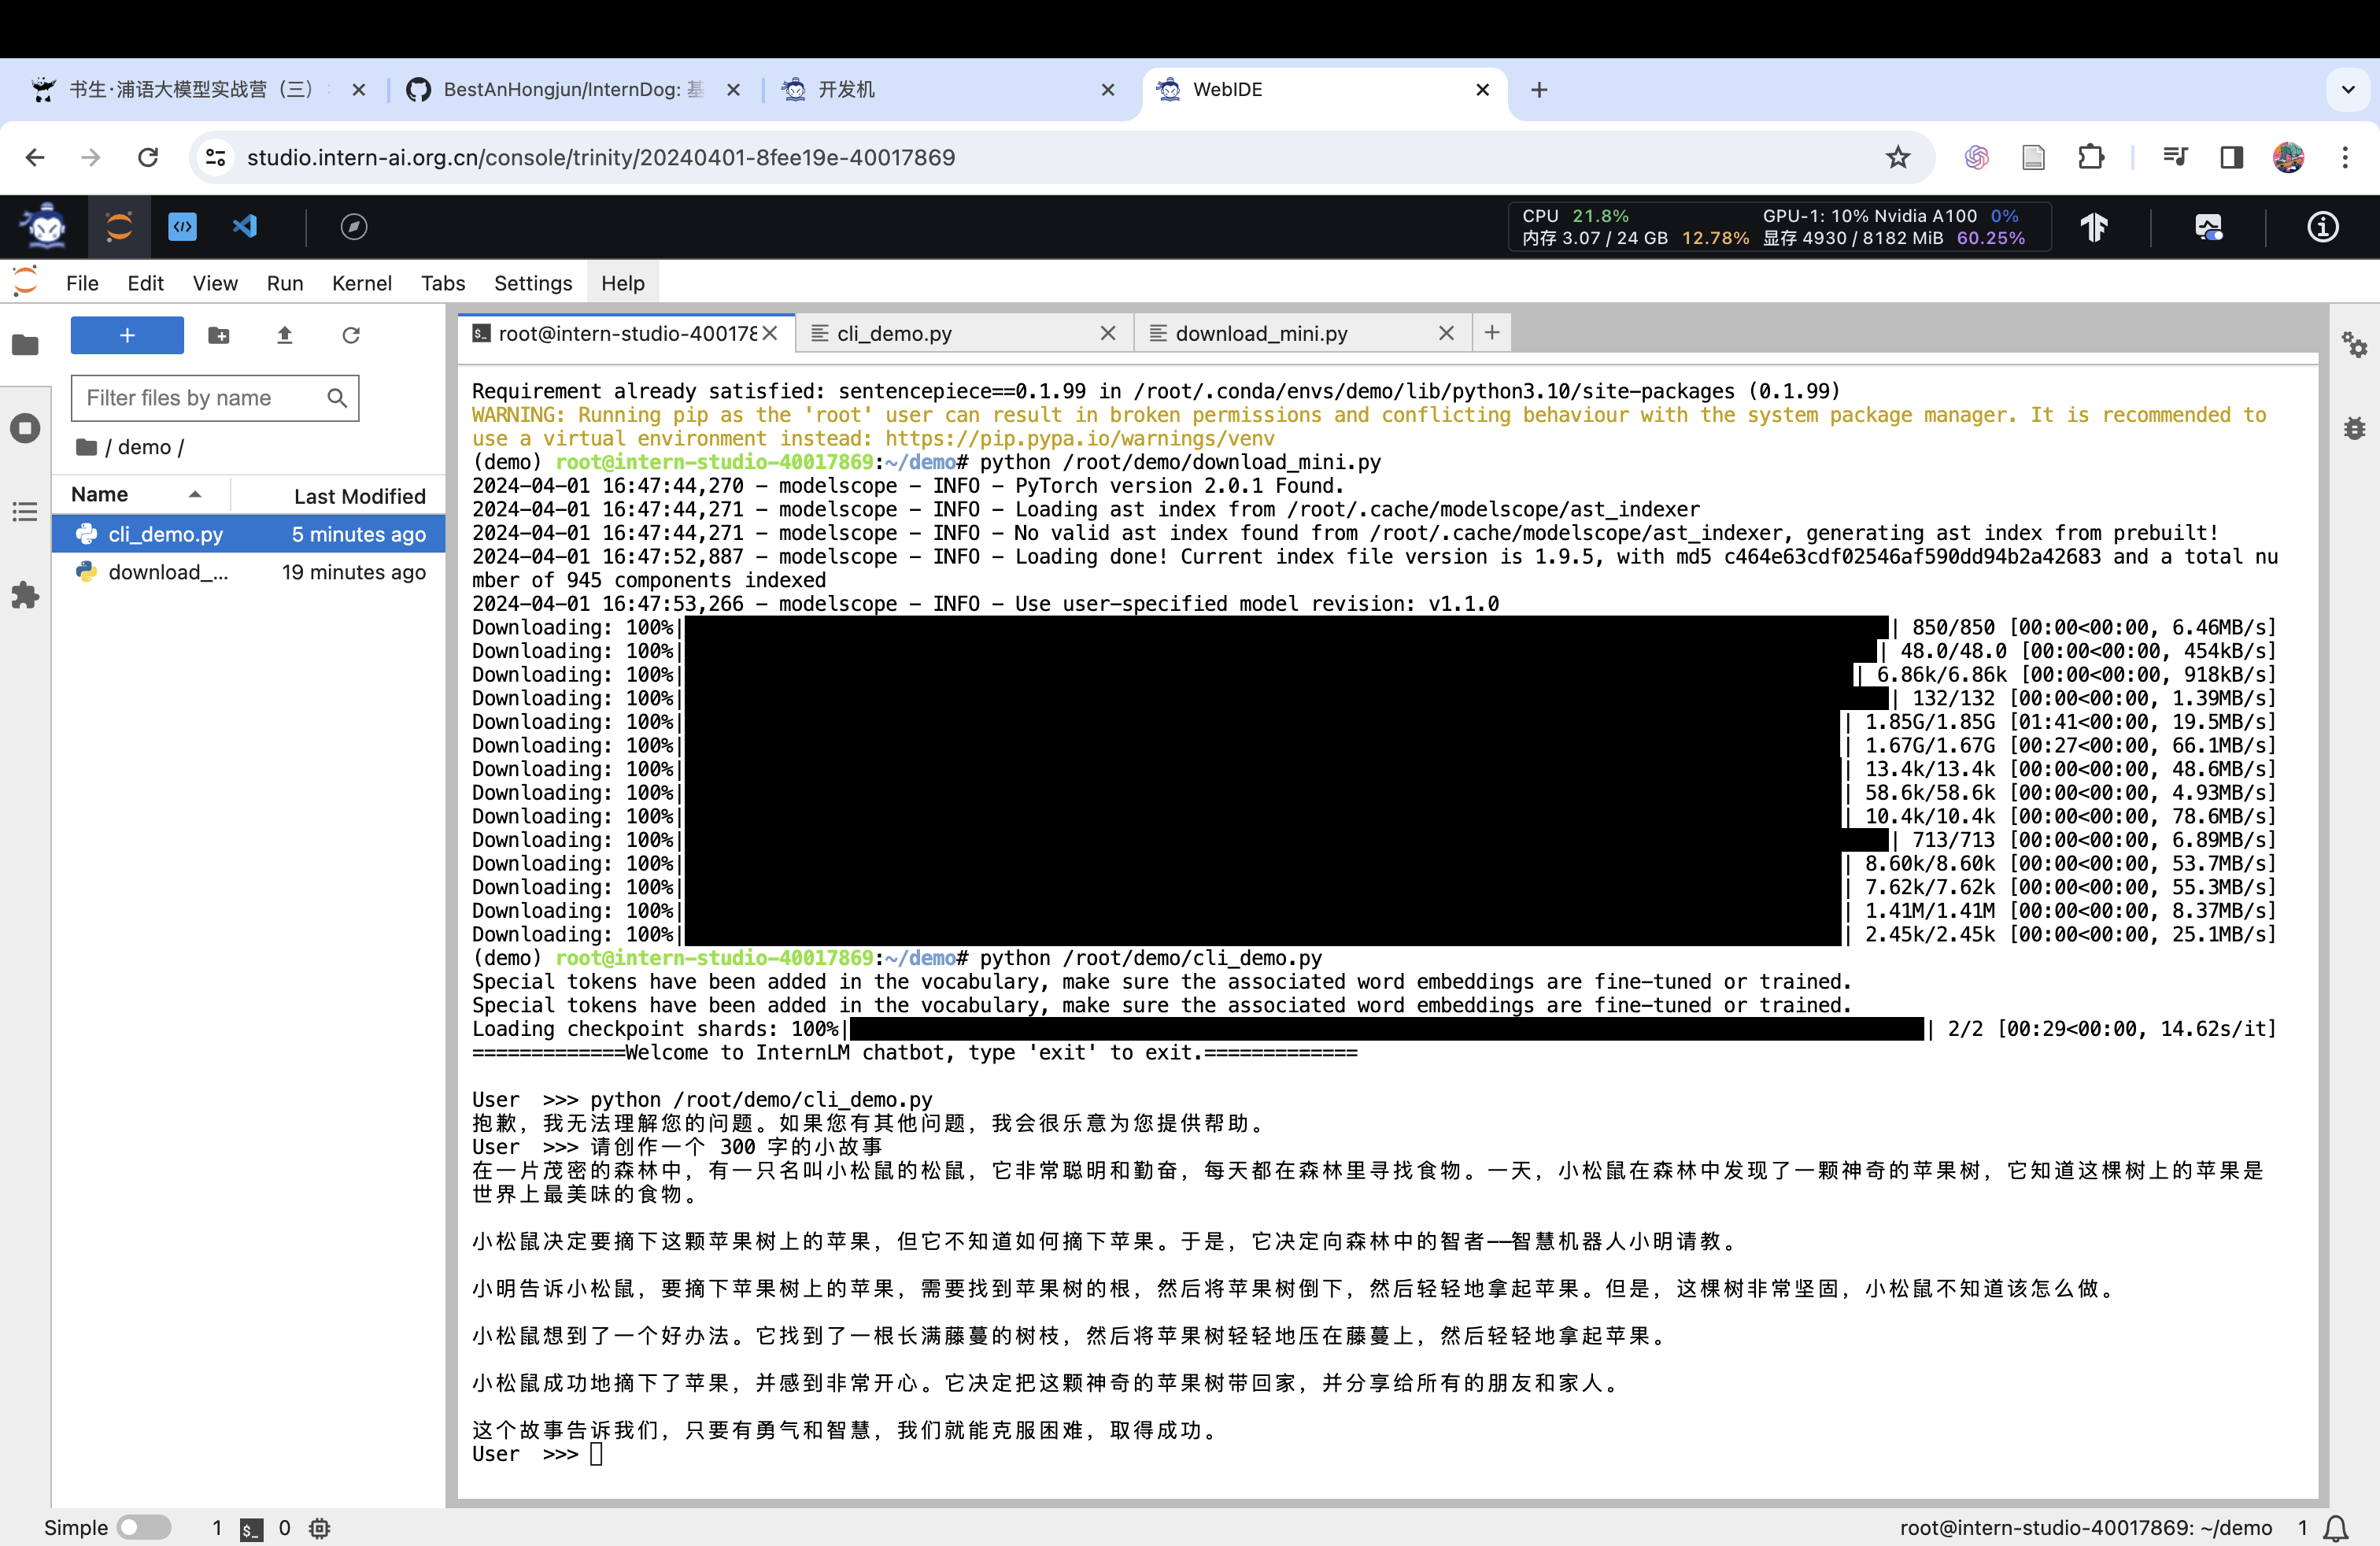 书生·浦语大模型实战营（三）
BestAnHongjun/InternDog: 基
开发机
WebIDE
studio.intern-ai.org.cn/console/trinity/20240401-8fee19e-40017869
CPU 21.8% GPU-1: 10% Nvidia A100 0%
内存 3.07 / 24 GB 12.78% 显存 4930 / 8182 MiB 60.25%
File Edit View Run Kernel Tabs Settings Help
+
Filter files by name
/ demo /
Name Last Modified
cli_demo.py 5 minutes ago
download_... 19 minutes ago
root@intern-studio-400178
cli_demo.py
download_mini.py
Requirement already satisfied: sentencepiece==0.1.99 in /root/.conda/envs/demo/lib/python3.10/site-packages (0.1.99)
WARNING: Running pip as the 'root' user can result in broken permissions and conflicting behaviour with the system package manager. It is recommended to
use a virtual environment instead: https://pip.pypa.io/warnings/venv
(demo) root@intern-studio-40017869:~/demo# python /root/demo/download_mini.py
2024-04-01 16:47:44,270 - modelscope - INFO - PyTorch version 2.0.1 Found.
2024-04-01 16:47:44,271 - modelscope - INFO - Loading ast index from /root/.cache/modelscope/ast_indexer
2024-04-01 16:47:44,271 - modelscope - INFO - No valid ast index found from /root/.cache/modelscope/ast_indexer, generating ast index from prebuilt!
2024-04-01 16:47:52,887 - modelscope - INFO - Loading done! Current index file version is 1.9.5, with md5 c464e63cdf02546af590dd94b2a42683 and a total nu
mber of 945 components indexed
2024-04-01 16:47:53,266 - modelscope - INFO - Use user-specified model revision: v1.1.0
Downloading: 100%| | 850/850 [00:00<00:00, 6.46MB/s]
Downloading: 100%| | 48.0/48.0 [00:00<00:00, 454kB/s]
Downloading: 100%| | 6.86k/6.86k [00:00<00:00, 918kB/s]
Downloading: 100%| | 132/132 [00:00<00:00, 1.39MB/s]
Downloading: 100%| | 1.85G/1.85G [01:41<00:00, 19.5MB/s]
Downloading: 100%| | 1.67G/1.67G [00:27<00:00, 66.1MB/s]
Downloading: 100%| | 13.4k/13.4k [00:00<00:00, 48.6MB/s]
Downloading: 100%| | 58.6k/58.6k [00:00<00:00, 4.93MB/s]
Downloading: 100%| | 10.4k/10.4k [00:00<00:00, 78.6MB/s]
Downloading: 100%| | 713/713 [00:00<00:00, 6.89MB/s]
Downloading: 100%| | 8.60k/8.60k [00:00<00:00, 53.7MB/s]
Downloading: 100%| | 7.62k/7.62k [00:00<00:00, 55.3MB/s]
Downloading: 100%| | 1.41M/1.41M [00:00<00:00, 8.37MB/s]
Downloading: 100%| | 2.45k/2.45k [00:00<00:00, 25.1MB/s]
(demo) root@intern-studio-40017869:~/demo# python /root/demo/cli_demo.py
Special tokens have been added in the vocabulary, make sure the associated word embeddings are fine-tuned or trained.
Special tokens have been added in the vocabulary, make sure the associated word embeddings are fine-tuned or trained.
Loading checkpoint shards: 100%| | 2/2 [00:29<00:00, 14.62s/it]
=============Welcome to InternLM chatbot, type 'exit' to exit.=============
User >>> python /root/demo/cli_demo.py
抱歉，我无法理解您的问题。如果您有其他问题，我会很乐意为您提供帮助。
User >>> 请创作一个 300 字的小故事
在一片茂密的森林中，有一只名叫小松鼠的松鼠，它非常聪明和勤奋，每天都在森林里寻找食物。一天，小松鼠在森林中发现了一颗神奇的苹果树，它知道这棵树上的苹果是
世界上最美味的食物。
小松鼠决定要摘下这颗苹果树上的苹果，但它不知道如何摘下苹果。于是，它决定向森林中的智者——智慧机器人小明请教。
小明告诉小松鼠，要摘下苹果树上的苹果，需要找到苹果树的根，然后将苹果树倒下，然后轻轻地拿起苹果。但是，这棵树非常坚固，小松鼠不知道该怎么做。
小松鼠想到了一个好办法。它找到了一根长满藤蔓的树枝，然后将苹果树轻轻地压在藤蔓上，然后轻轻地拿起苹果。
小松鼠成功地摘下了苹果，并感到非常开心。它决定把这颗神奇的苹果树带回家，并分享给所有的朋友和家人。
这个故事告诉我们，只要有勇气和智慧，我们就能克服困难，取得成功。
User >>>
Simple 1 $_ 0 root@intern-studio-40017869: ~/demo 1